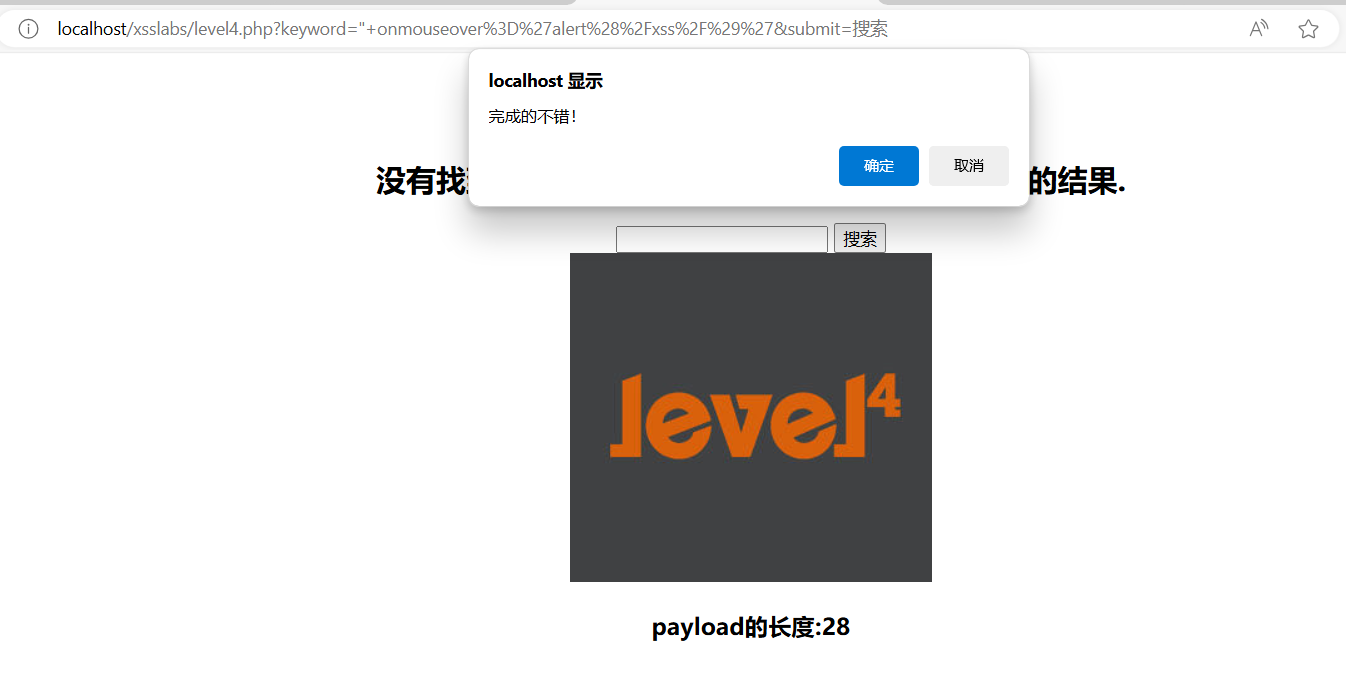 localhost/xsslabs/level4.php?keyword="+onmouseover%3D%27alert%28%2Fxss%2F%29%27&submit=搜索
localhost 显示
完成的不错！
确定 取消
没有找 的结果.
搜索
level4
payload的长度:28